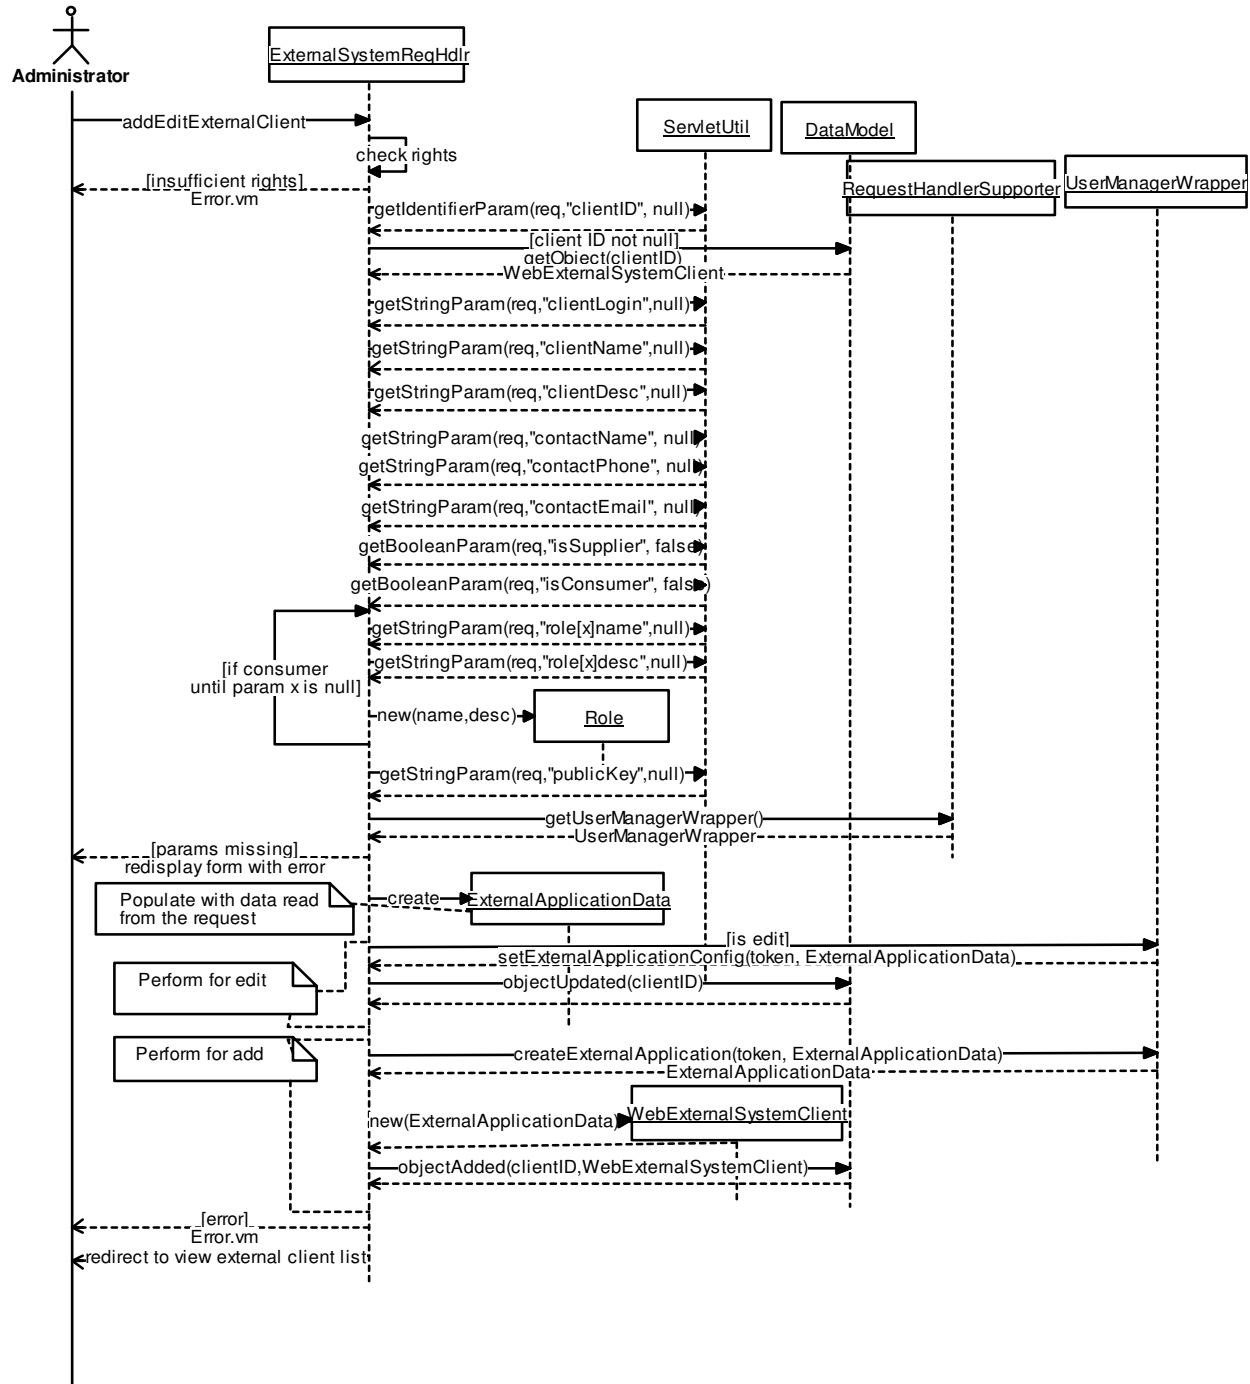 Administrator
ExternalSystemReqHdlr
ServletUtil
DataModel
RequestHandlerSupporter
UserManagerWrapper
addEditExternalClient
check rights
[insufficient rights]
Error.vm
getIdentifierParam(req,"clientID", null)
[client ID not null]
getObject(clientID)
WebExternalSystemClient
getStringParam(req,"clientLogin",null)
getStringParam(req,"clientName",null)
getStringParam(req,"clientDesc",null)
getStringParam(req,"contactName", null)
getStringParam(req,"contactPhone", null)
getStringParam(req,"contactEmail", null)
getBooleanParam(req,"isSupplier", false)
getBooleanParam(req,"isConsumer", false)
getStringParam(req,"role[x]name",null)
getStringParam(req,"role[x]desc",null)
[if consumer
until param x is null]
new(name,desc)
Role
getStringParam(req,"publicKey",null)
getUserManagerWrapper()
UserManagerWrapper
[params missing]
redisplay form with error
Populate with data read
from the request
create
ExternalApplicationData
[is edit]
setExternalApplicationConfig(token, ExternalApplicationData)
Perform for edit
objectUpdated(clientID)
Perform for add
createExternalApplication(token, ExternalApplicationData)
ExternalApplicationData
new(ExternalApplicationData)
WebExternalSystemClient
objectAdded(clientID,WebExternalSystemClient)
[error]
Error.vm
redirect to view external client list